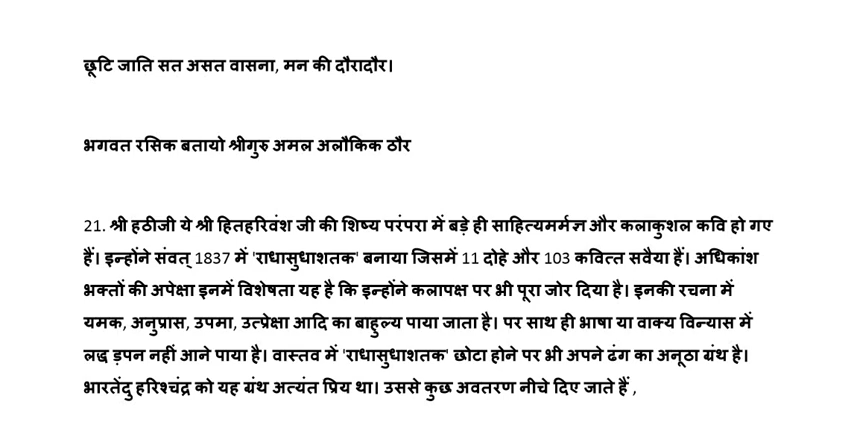 छूटि जाति सत असत वासना, मन की दौरादौर।
भगवत रसिक बतायो श्रीगुरु अमल अलौकिक ठौर
21. श्री हठीजी ये श्री हितहरिवंश जी की शिष्य परंपरा में बड़े ही साहित्यमर्मज्ञ और कलाकुशल कवि हो गए
हैं। इन्होंने संवत् 1837 में 'राधासुधाशतक' बनाया जिसमें 11 दोहे और 103 कवित्त सवैया हैं। अधिकांश
भक्तों की अपेक्षा इनमें विशेषता यह है कि इन्होंने कलापक्ष पर भी पूरा जोर दिया है। इनकी रचना में
यमक, अनुप्रास, उपमा, उत्प्रेक्षा आदि का बाहुल्य पाया जाता है। पर साथ ही भाषा या वाक्य विन्यास में
लद्ध ड़पन नहीं आने पाया है। वास्तव में 'राधासुधाशतक' छोटा होने पर भी अपने ढंग का अनूठा ग्रंथ है।
भारतेंदु हरिश्चंद्र को यह ग्रंथ अत्यंत प्रिय था। उससे कुछ अवतरण नीचे दिए जाते हैं ,